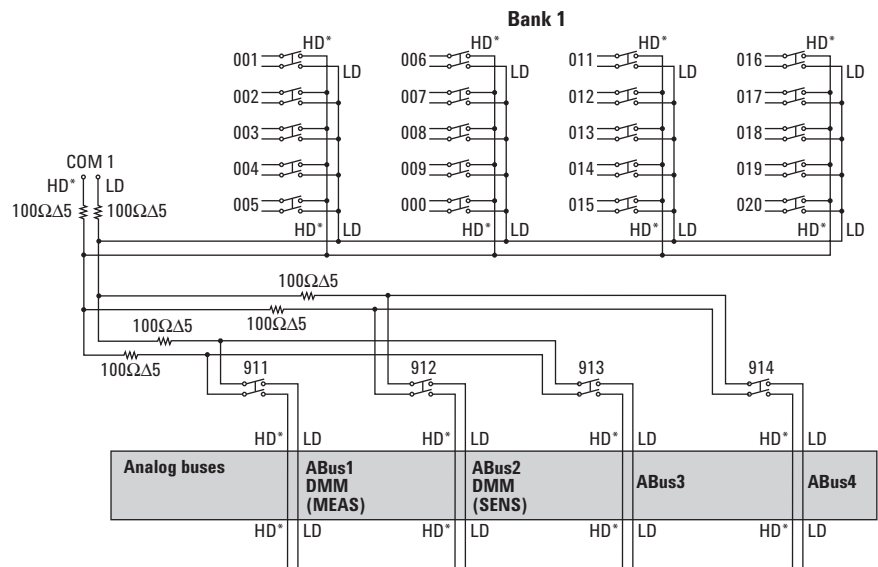 Bank 1
HD* HD* HD* HD*
001 006 011 016
LD LD LD LD
002 007 012 017
003 008 013 018
COM 1
004 009 014 019
HD* LD
005 000 015 020
100ΩΔ5 100ΩΔ5
HD* LD HD* LD HD* LD HD* LD
100ΩΔ5
100ΩΔ5
100ΩΔ5
100ΩΔ5
911 912 913 914
HD* LD HD* LD HD* LD HD* LD
Analog buses
ABus1
DMM
(MEAS)
ABus2
DMM
(SENS)
ABus3
ABus4
HD* LD HD* LD HD* LD HD* LD